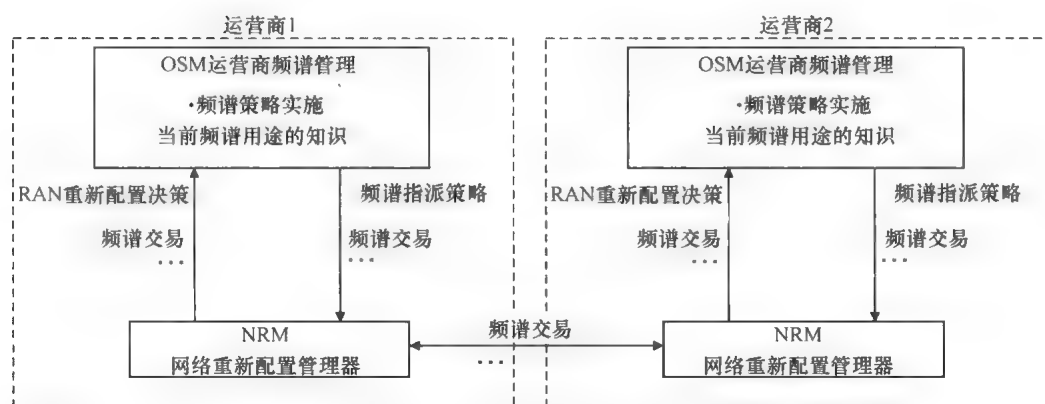 运营商1
OSM运营商频谱管理
·频谱策略实施
当前频谱用途的知识
RAN重新配置决策
频谱交易
...
频谱指派策略
频谱交易
...
NRM
网络重新配置管理器
频谱交易
...
运营商2
OSM运营商频谱管理
·频谱策略实施
当前频谱用途的知识
RAN重新配置决策
频谱交易
...
频谱指派策略
频谱交易
...
NRM
网络重新配置管理器